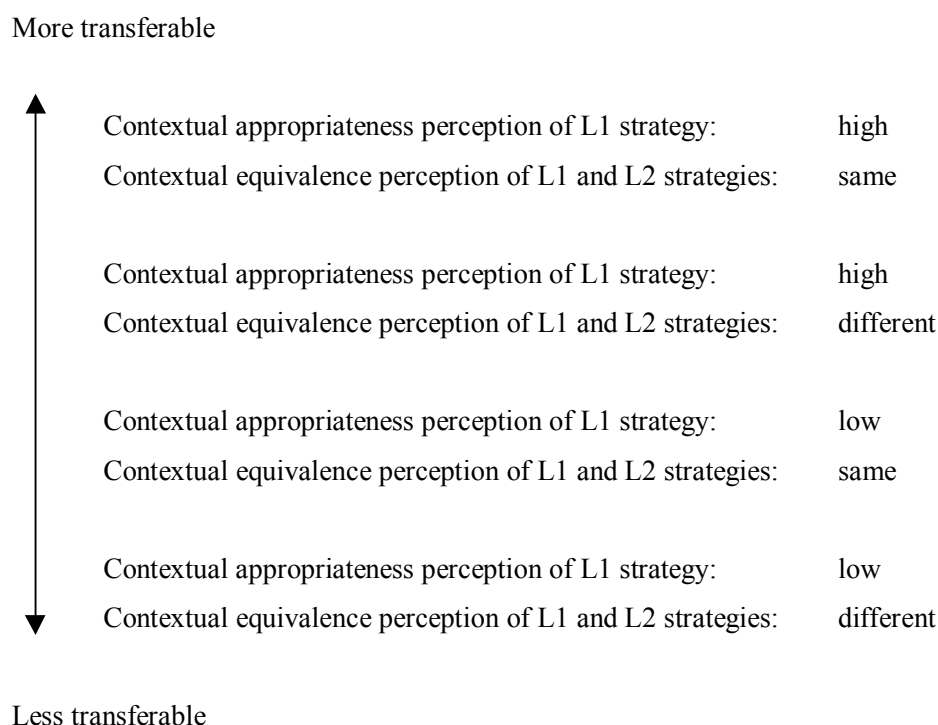 More transferable
Contextual appropriateness perception of L1 strategy: high
Contextual equivalence perception of L1 and L2 strategies: same
Contextual appropriateness perception of L1 strategy: high
Contextual equivalence perception of L1 and L2 strategies: different
Contextual appropriateness perception of L1 strategy: low
Contextual equivalence perception of L1 and L2 strategies: same
Contextual appropriateness perception of L1 strategy: low
Contextual equivalence perception of L1 and L2 strategies: different
Less transferable